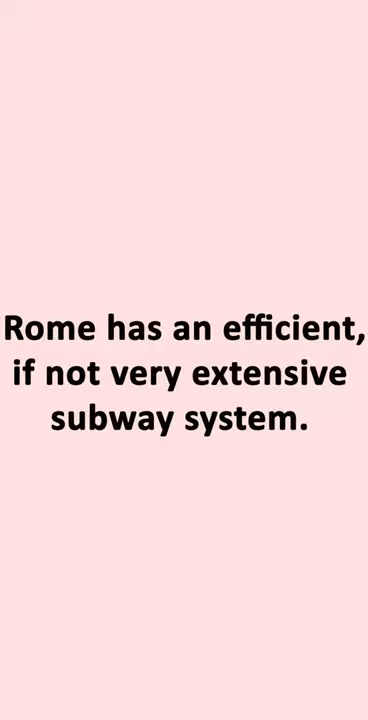 Rome has an efficient,
if not very extensive
subway system.